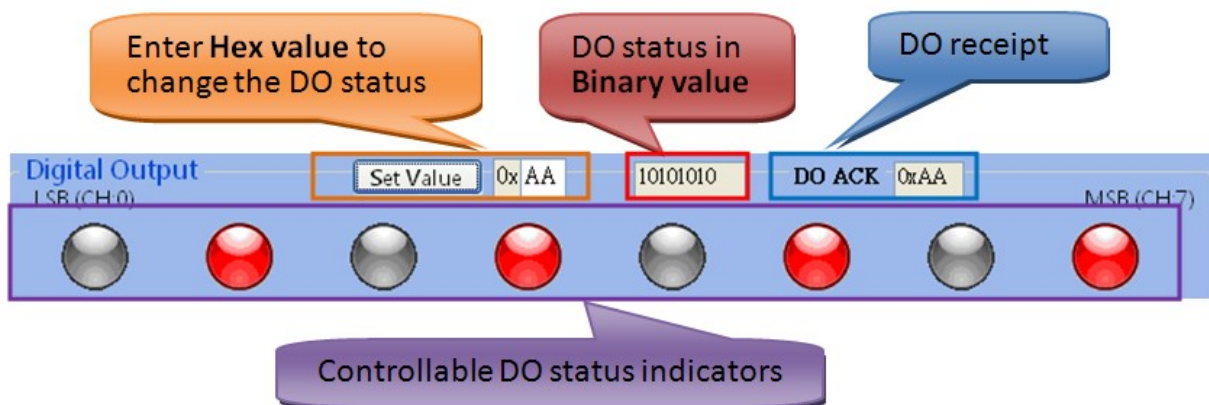 Enter Hex value to
change the DO status
DO status in
Binary value
DO receipt
Digital Output
Set Value
0x AA
10101010
DO ACK
0xAA
LSB (CH:0)
MSB (CH:7)
Controllable DO status indicators